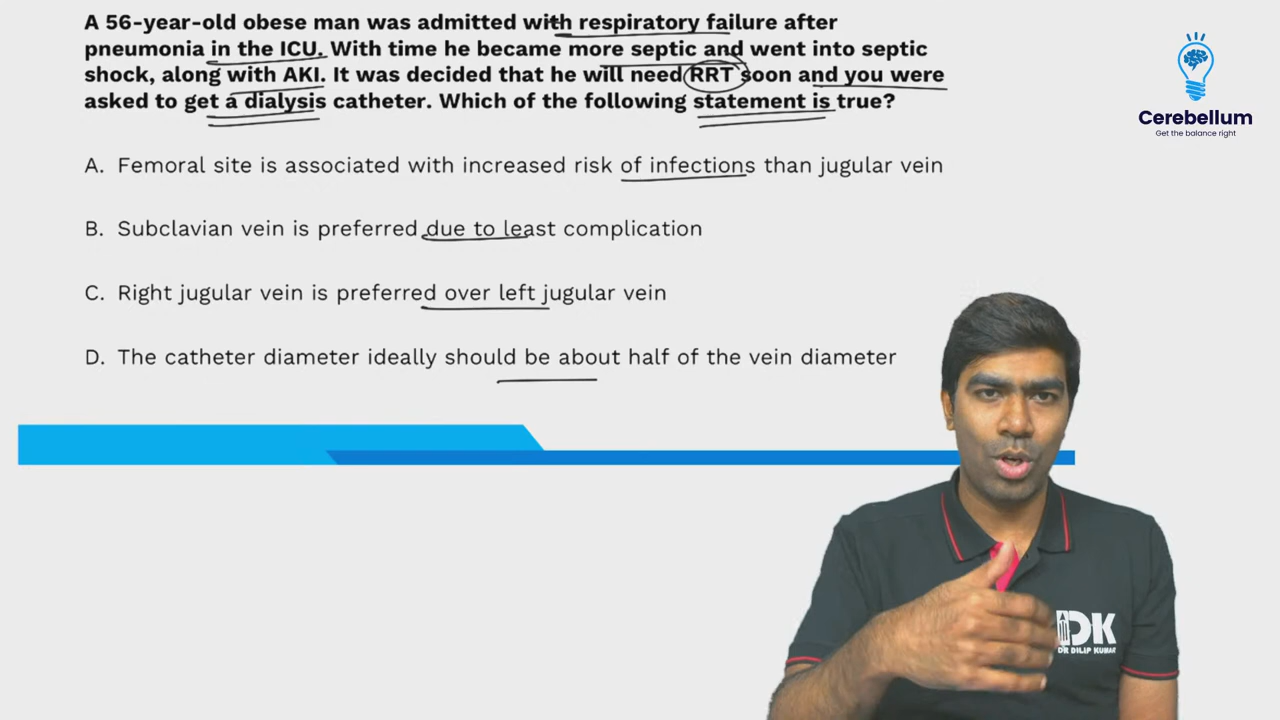 A 56-year-old obese man was admitted with respiratory failure after
pneumonia in the ICU. With time he became more septic and went into septic
shock, along with AKI. It was decided that he will need RRT soon and you were
asked to get a dialysis catheter. Which of the following statement is true?
A. Femoral site is associated with increased risk of infections than jugular vein
B. Subclavian vein is preferred due to least complication
C. Right jugular vein is preferred over left jugular vein
D. The catheter diameter ideally should be about half of the vein diameter
Cerebellum
Get the balance right
DK
DR DILIP KUMAR